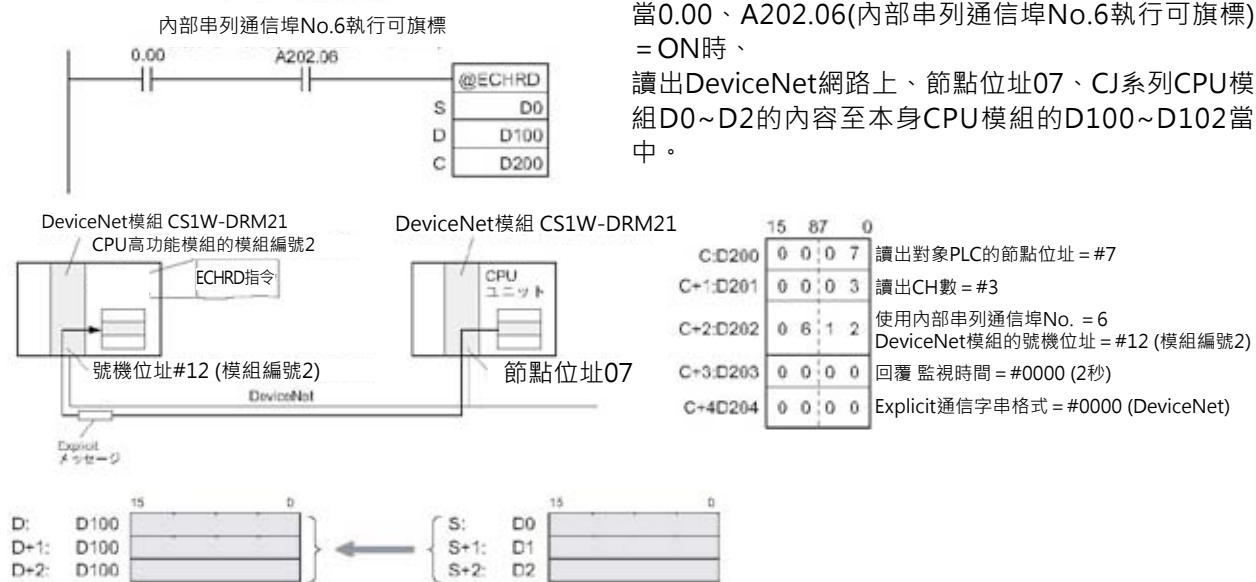 內部串列通信埠No.6執行可旗標
0.00
A202.06
@ECHRD
S D0
D D100
C D200
當0.00、A202.06(內部串列通信埠No.6執行可旗標)
=ON時、
讀出DeviceNet網路上、節點位址07、CJ系列CPU模
組D0~D2的內容至本身CPU模組的D100~D102當
中。
DeviceNet模組 CS1W-DRM21
CPU高功能模組的模組編號2
ECHRD指令
號機位址#12 (模組編號2)
DeviceNet模組 CS1W-DRM21
CPU
ユニット
節點位址07
DeviceNet
Explicit
メッセージ
15 87 0
C:D200 0 0 0 7 讀出對象PLC的節點位址=#7
C+1:D201 0 0 0 3 讀出CH數=#3
C+2:D202 0 6 1 2 使用內部串列通信埠No. =6
DeviceNet模組的號機位址=#12 (模組編號2)
C+3:D203 0 0 0 0 回覆 監視時間=#0000 (2秒)
C+4D204 0 0 0 0 Explicit通信字串格式=#0000 (DeviceNet)
15 0
D: D100
D+1: D100
D+2: D100
15 0
S: D0
S+1: D1
S+2: D2